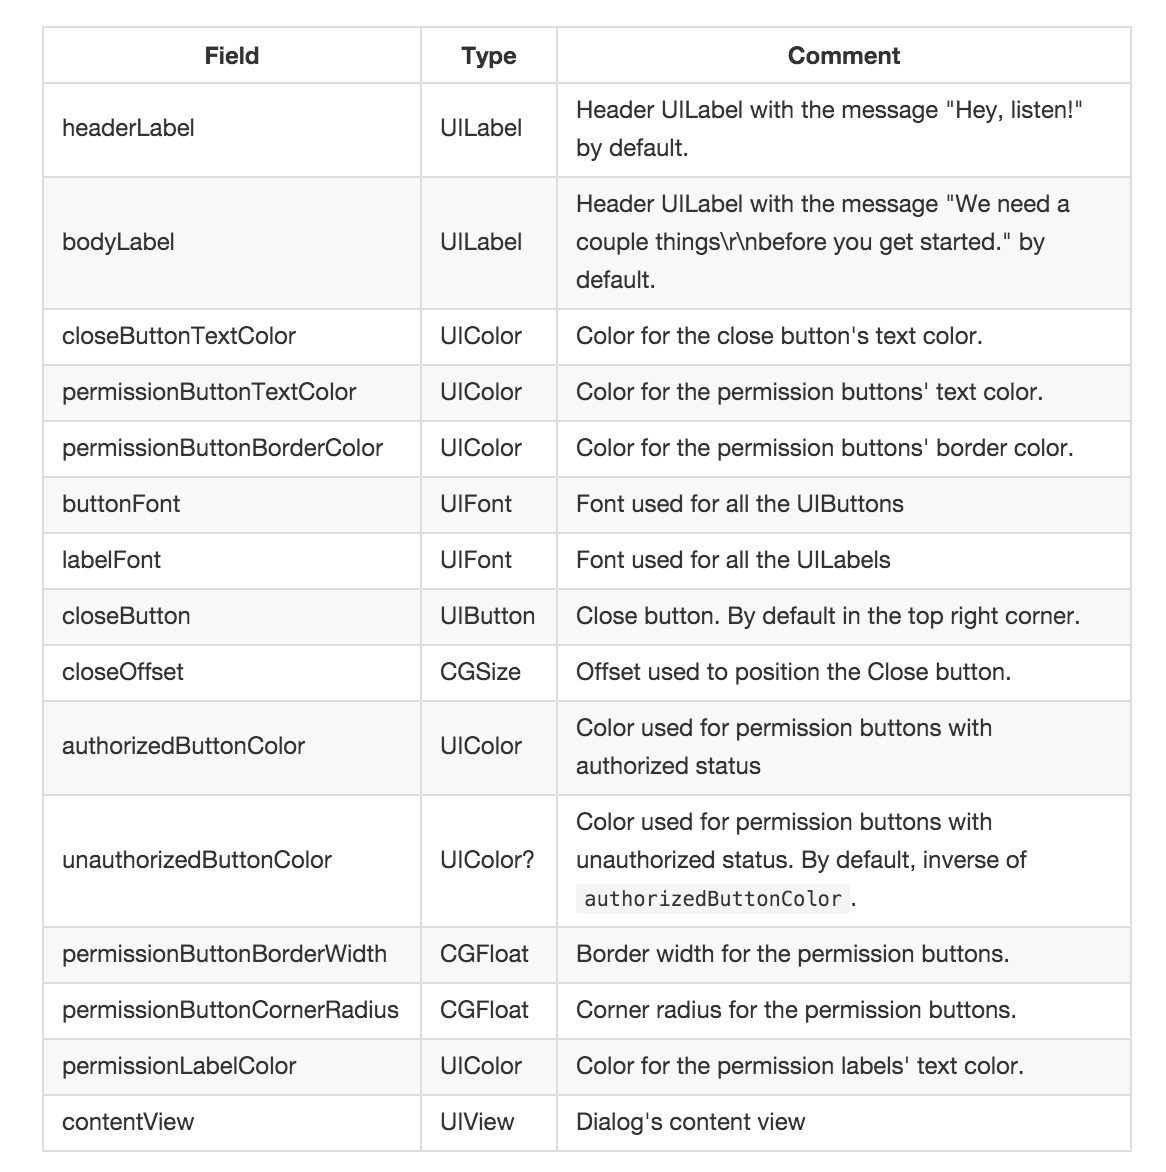 Field Type Comment
headerLabel UILabel Header UILabel with the message "Hey, listen!"
by default.
bodyLabel UILabel Header UILabel with the message "We need a
couple things\r\nbefore you get started." by
default.
closeButtonTextColor UIColor Color for the close button's text color.
permissionButtonTextColor UIColor Color for the permission buttons' text color.
permissionButtonBorderColor UIColor Color for the permission buttons' border color.
buttonFont UIFont Font used for all the UIButtons
labelFont UIFont Font used for all the UILabels
closeButton UIButton Close button. By default in the top right corner.
closeOffset CGSize Offset used to position the Close button.
authorizedButtonColor UIColor Color used for permission buttons with
authorized status
unauthorizedButtonColor UIColor? Color used for permission buttons with
unauthorized status. By default, inverse of
authorizedButtonColor.
permissionButtonBorderWidth CGFloat Border width for the permission buttons.
permissionButtonCornerRadius CGFloat Corner radius for the permission buttons.
permissionLabelColor UIColor Color for the permission labels' text color.
contentView UIView Dialog's content view